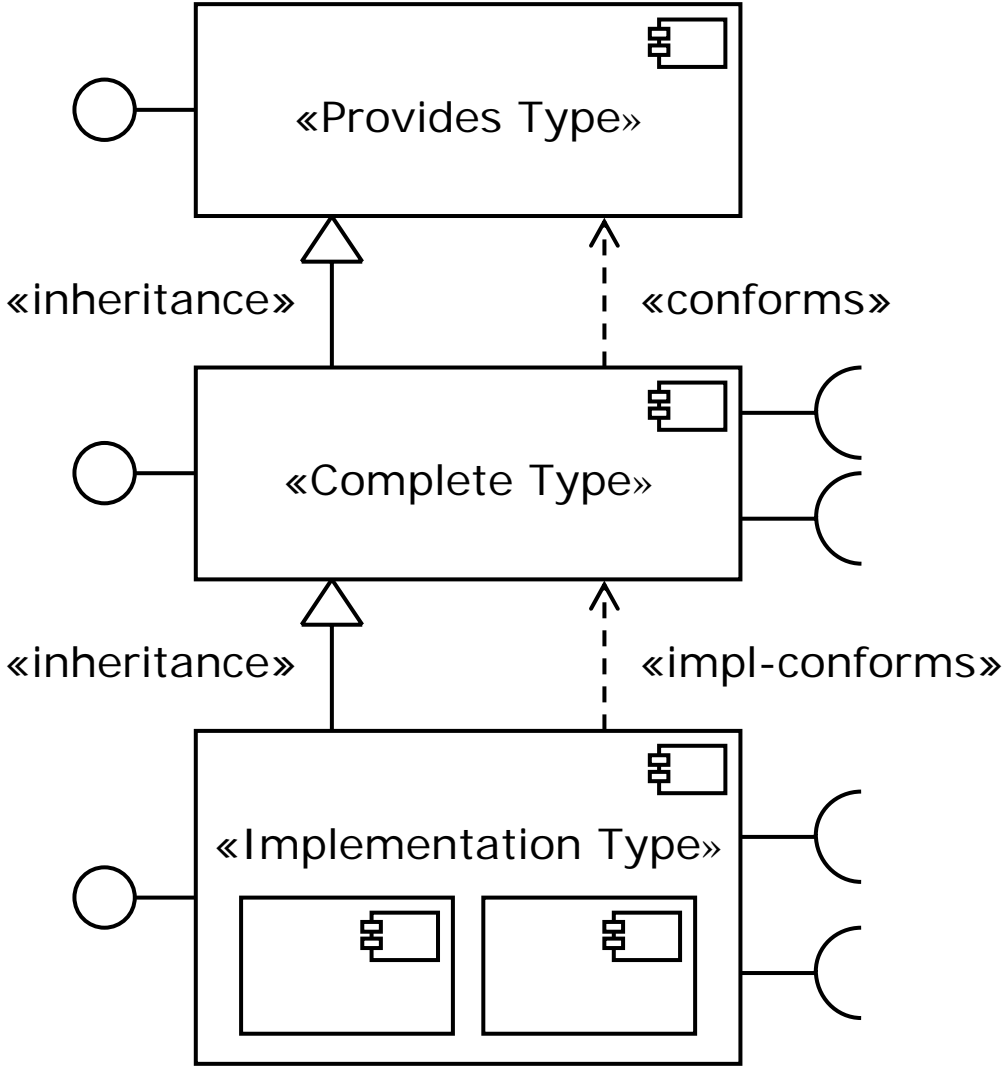 «Provides Type»
«inheritance»
«conforms»
«Complete Type»
«inheritance»
«impl-conforms»
«Implementation Type»